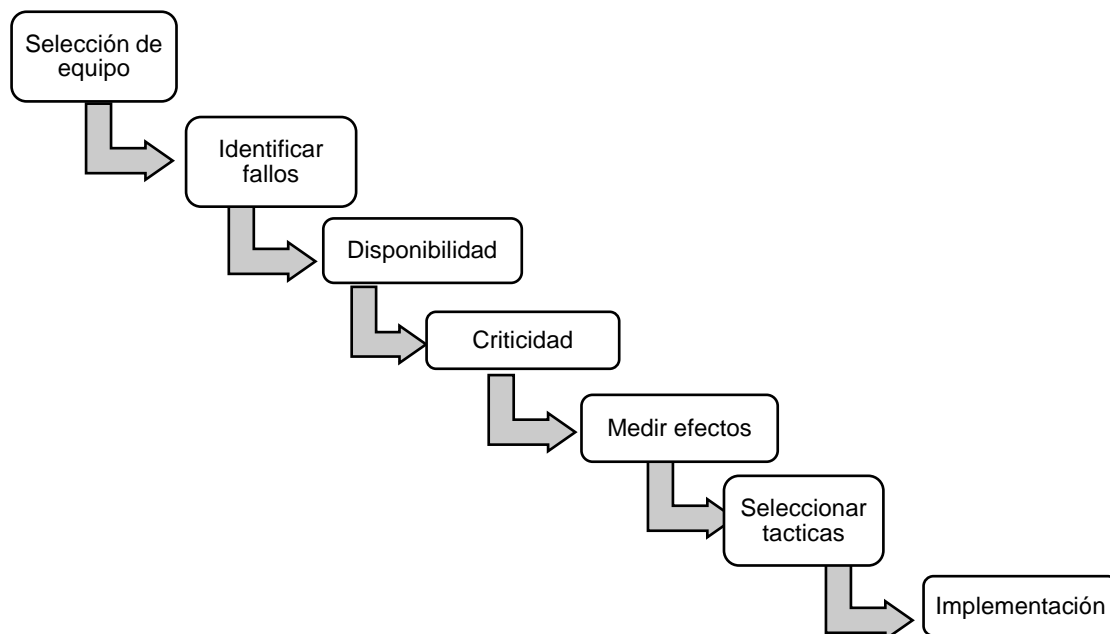 Selección de
equipo
Identificar
fallos
Disponibilidad
Criticidad
Medir efectos
Seleccionar
tacticas
Implementación